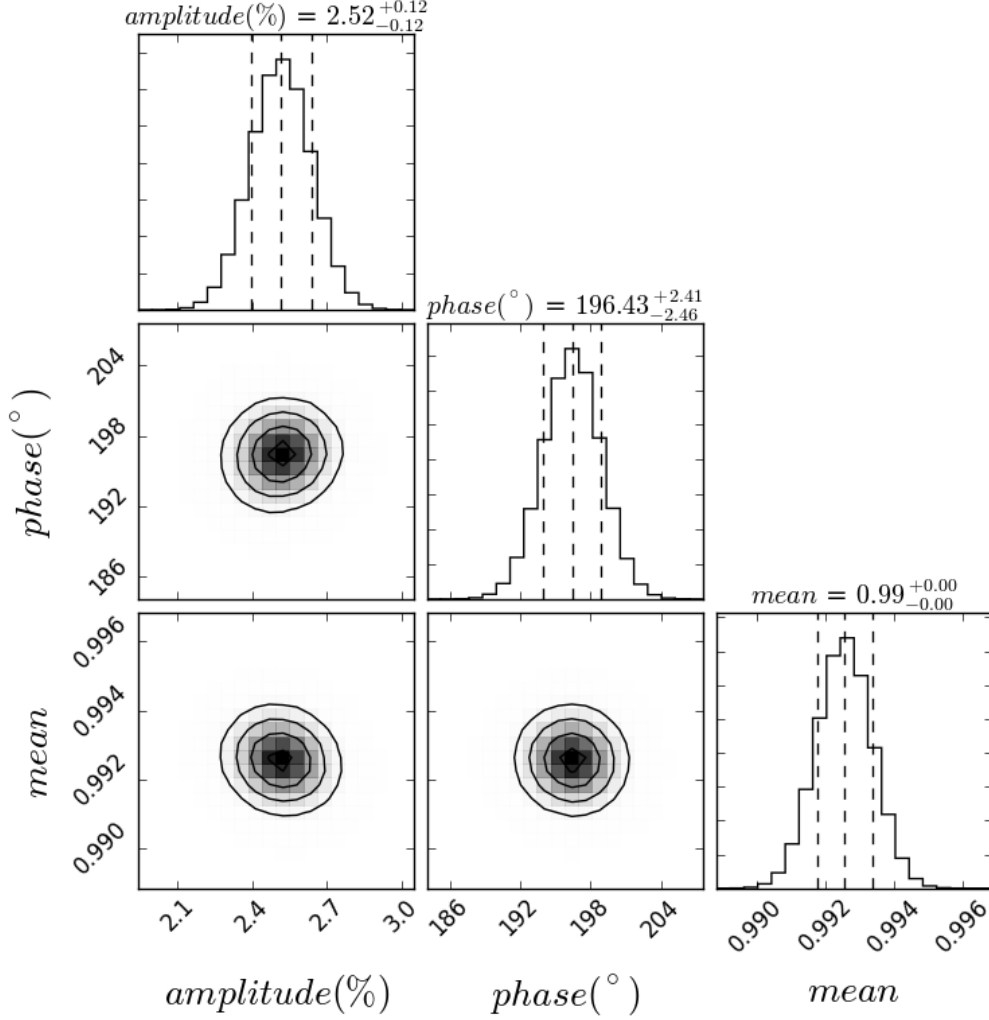 amplitude(%) = 2.52 +0.12 −0.12
phase(°) = 196.43 +2.41 −2.46
204
198
192
186
phase(°)
mean = 0.99 +0.00 −0.00
0.996
0.994
0.992
0.990
mean
2.1 2.4 2.7 3.0
186 192 198 204
0.990 0.992 0.994 0.996
amplitude(%) phase(°) mean